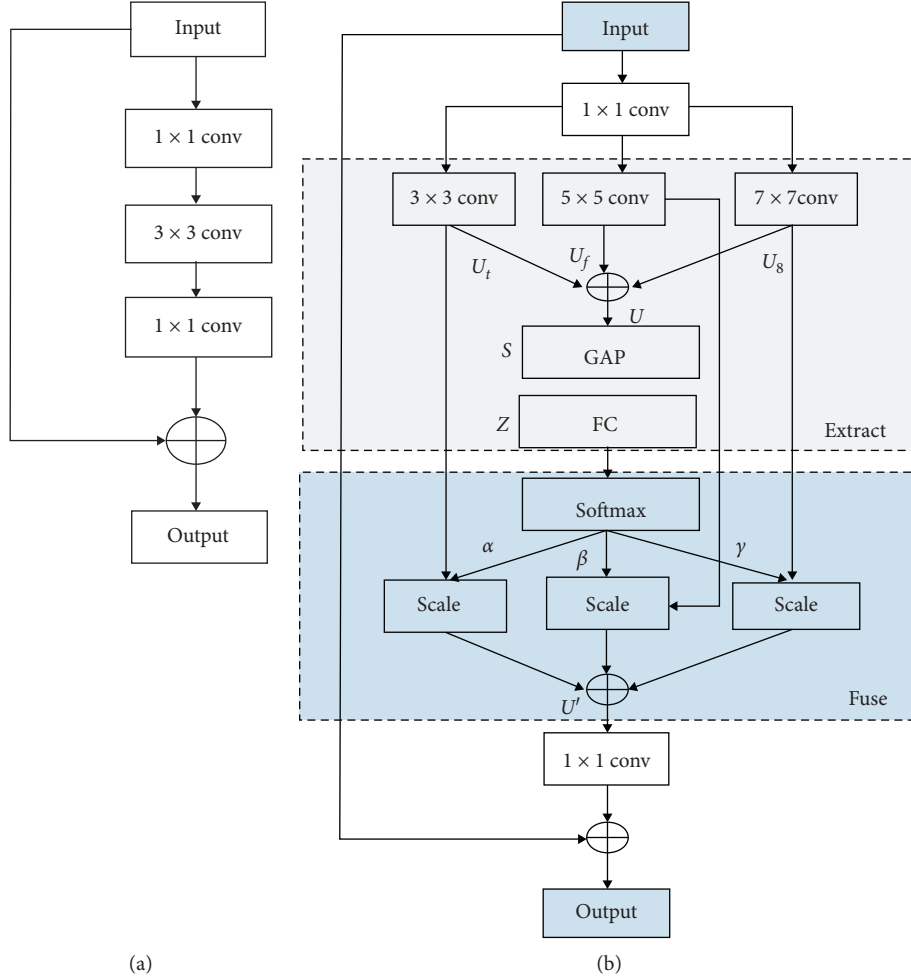 Input
1 × 1 conv
3 × 3 conv
1 × 1 conv
Output
(a)
Input
1 × 1 conv
3 × 3 conv
5 × 5 conv
7 × 7conv
U_t
U_f
U_8
U
S
GAP
Z
FC
Extract
Softmax
α
β
γ
Scale
Scale
Scale
U′
Fuse
1 × 1 conv
Output
(b)